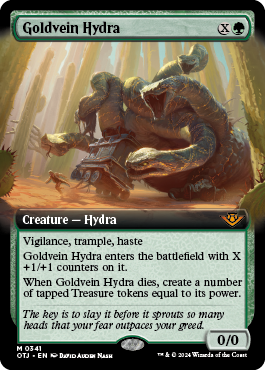 Goldvein Hydra X
Creature — Hydra
Vigilance, trample, haste
Goldvein Hydra enters the battlefield with X
+1/+1 counters on it.
When Goldvein Hydra dies, create a number
of tapped Treasure tokens equal to its power.
The key is to slay it before it sprouts so many
heads that your fear outpaces your greed.
0/0
M 0341
OTJ • EN DAVID AUDEN NASH
™ & © 2024 Wizards of the Coast